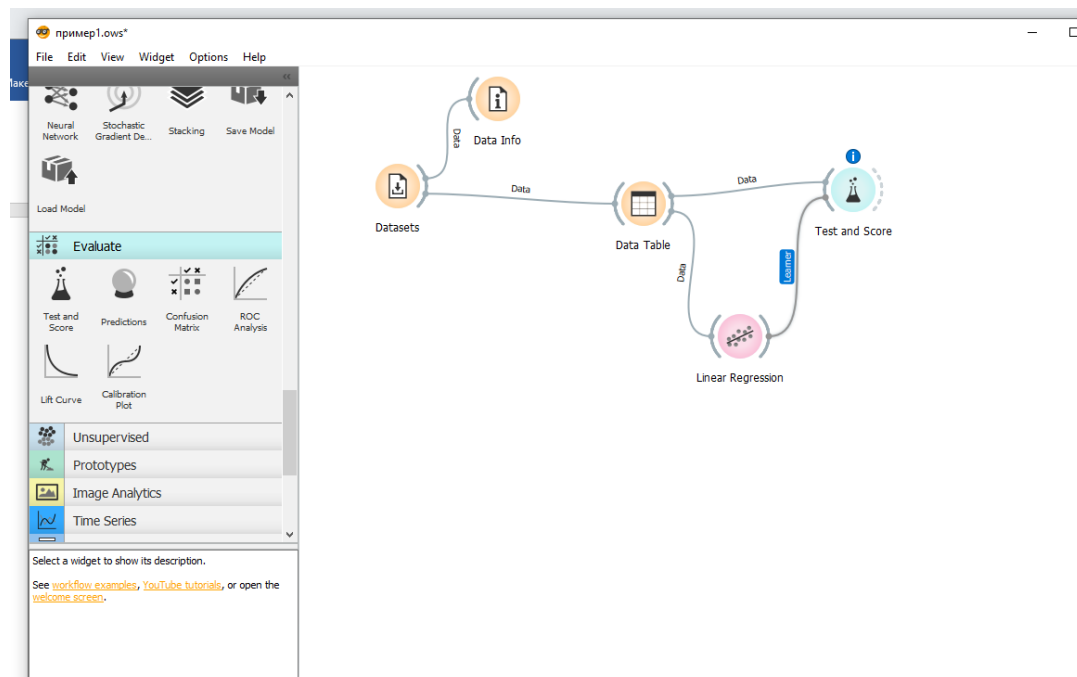 пример1.ows*
File Edit View Widget Options Help
Маке
Neural
Network
Stochastic
Gradient De...
Stacking
Save Model
Load Model
Evaluate
Test and
Score
Predictions
Confusion
Matrix
ROC
Analysis
Lift Curve
Calibration
Plot
Unsupervised
Prototypes
Image Analytics
Time Series
Select a widget to show its description.
See workflow examples, YouTube tutorials, or open the
welcome screen.
Data Info
Data
Datasets
Data
Data Table
Data
Test and Score
Data
Learner
Linear Regression